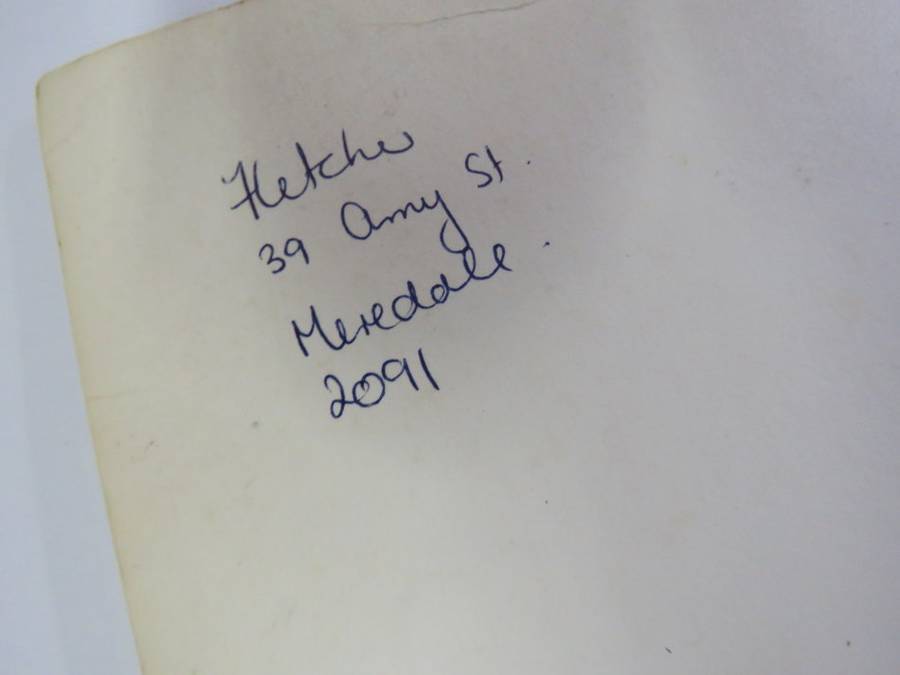 Fletcher
39 Amy St.
Meredale.
2091